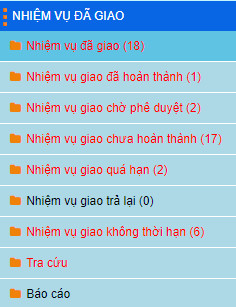 NHIỆM VỤ ĐÃ GIAO
Nhiệm vụ đã giao (18)
Nhiệm vụ giao đã hoàn thành (1)
Nhiệm vụ giao chờ phê duyệt (2)
Nhiệm vụ giao chưa hoàn thành (17)
Nhiệm vụ giao quá hạn (2)
Nhiệm vụ giao trả lại (0)
Nhiệm vụ giao không thời hạn (6)
Tra cứu
Báo cáo